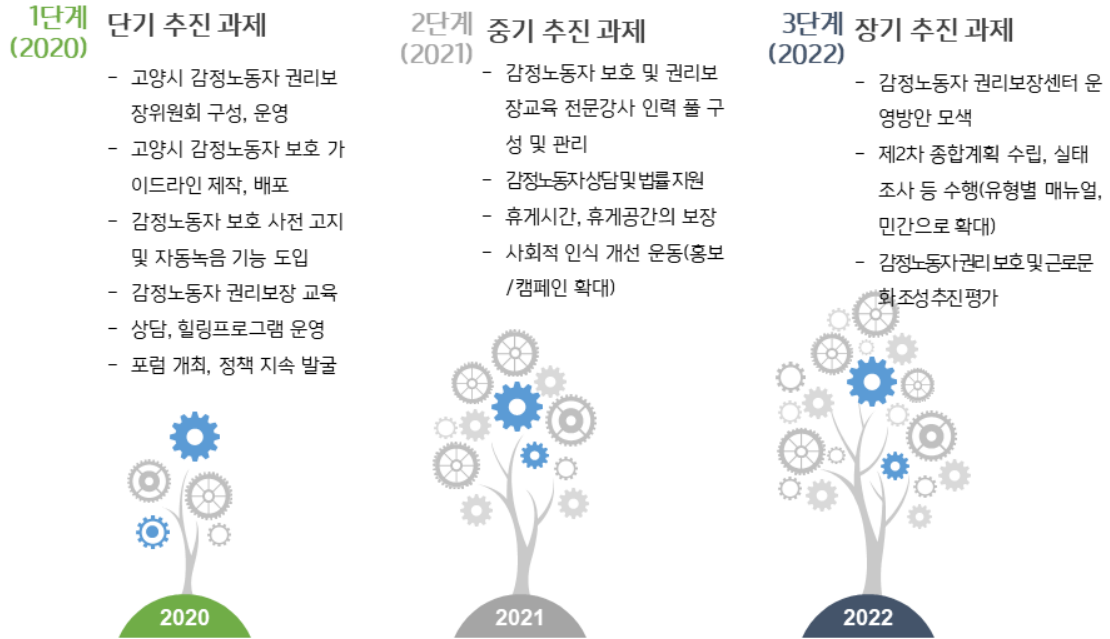 1단계
(2020)
단기 추진 과제
- 고양시 감정노동자 권리보
장위원회 구성, 운영
- 고양시 감정노동자 보호 가
이드라인 제작, 배포
- 감정노동자 보호 사전 고지
및 자동녹음 기능 도입
- 감정노동자 권리보장 교육
- 상담, 힐링프로그램 운영
- 포럼 개최, 정책 지속 발굴
2020
2단계
(2021)
중기 추진 과제
- 감정노동자 보호 및 권리보
장교육 전문강사 인력 풀 구
성 및 관리
- 감정노동자 상담 및 법률 지원
- 휴게시간, 휴게공간의 보장
- 사회적 인식 개선 운동(홍보
/캠페인 확대)
2021
3단계
(2022)
장기 추진 과제
- 감정노동자 권리보장센터 운
영방안 모색
- 제2차 종합계획 수립, 실태
조사 등 수행(유형별 매뉴얼,
민간으로 확대)
- 감정노동자 권리 보호 및 근로문
화 조성 추진 평가
2022